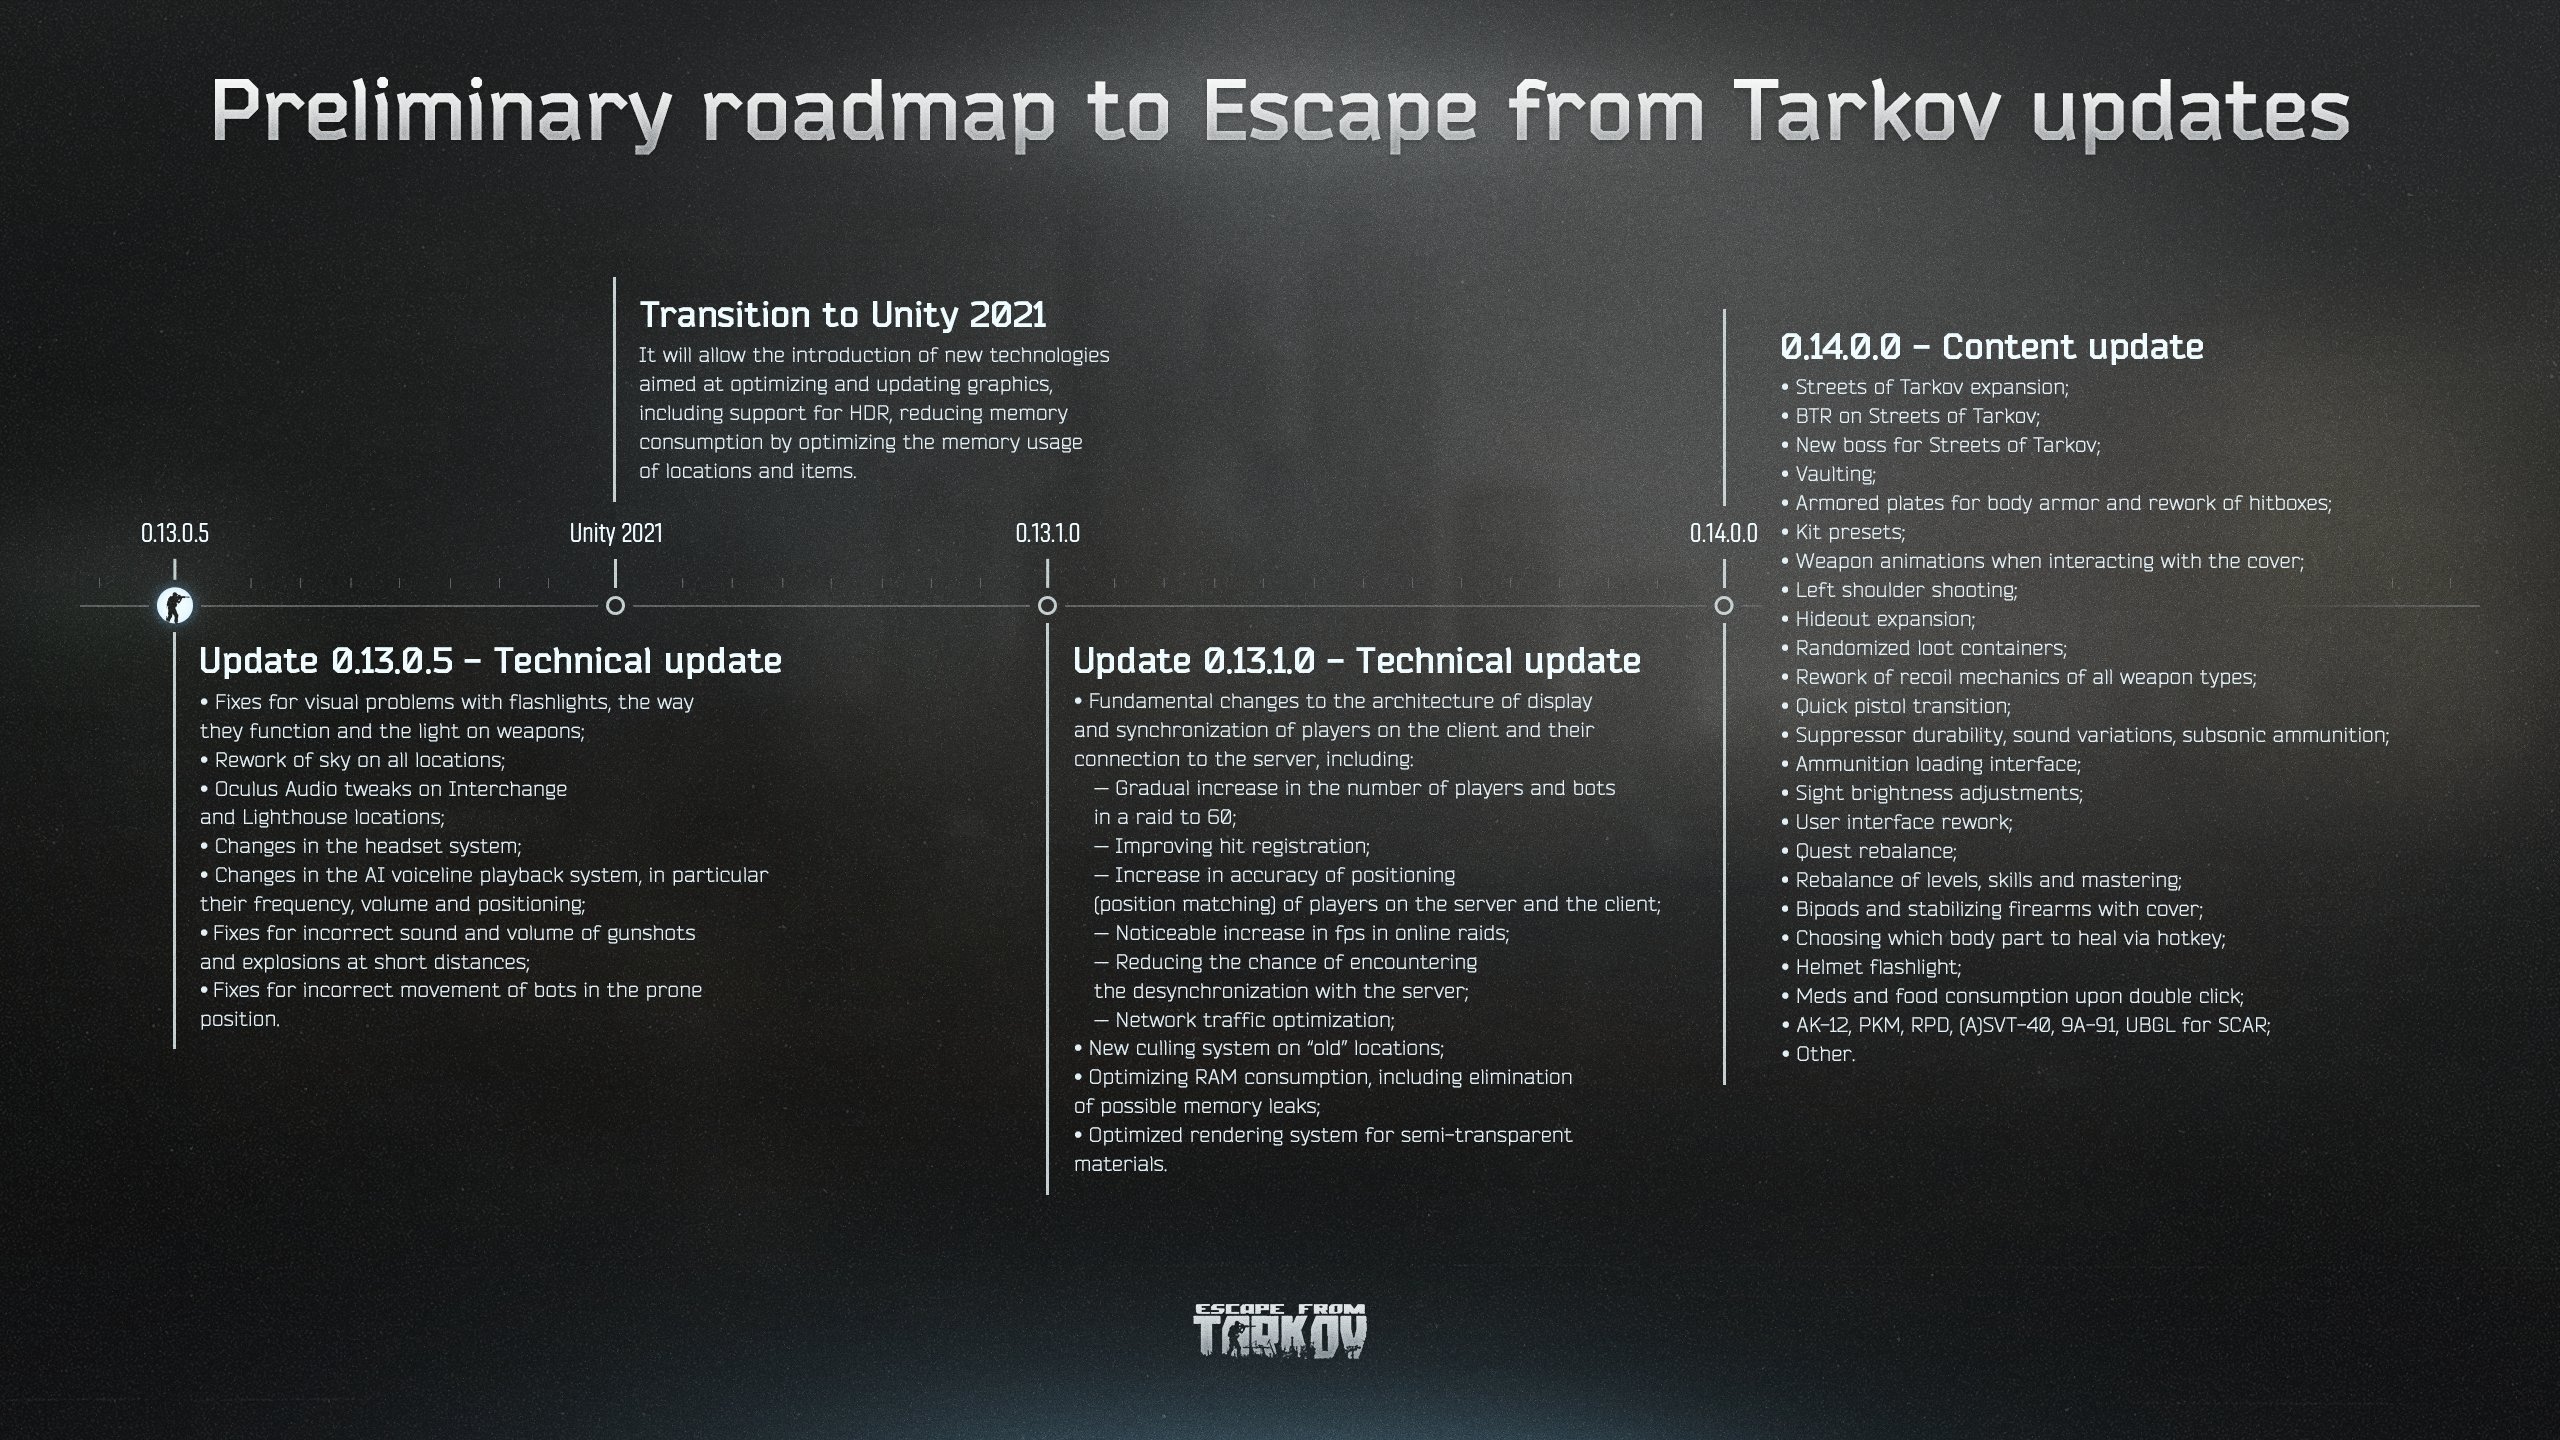 Preliminary roadmap to Escape from Tarkov updates
Transition to Unity 2021
It will allow the introduction of new technologies
aimed at optimizing and updating graphics,
including support for HDR, reducing memory
consumption by optimizing the memory usage
of locations and items.
0.13.0.5
Unity 2021
0.13.1.0
0.14.0.0
Update 0.13.0.5 – Technical update
• Fixes for visual problems with flashlights, the way
they function and the light on weapons;
• Rework of sky on all locations;
• Oculus Audio tweaks on Interchange
and Lighthouse locations;
• Changes in the headset system;
• Changes in the AI voiceline playback system, in particular
their frequency, volume and positioning;
• Fixes for incorrect sound and volume of gunshots
and explosions at short distances;
• Fixes for incorrect movement of bots in the prone
position.
Update 0.13.1.0 – Technical update
• Fundamental changes to the architecture of display
and synchronization of players on the client and their
connection to the server, including:
– Gradual increase in the number of players and bots
in a raid to 60;
– Improving hit registration;
– Increase in accuracy of positioning
(position matching) of players on the server and the client;
– Noticeable increase in fps in online raids;
– Reducing the chance of encountering
the desynchronization with the server;
– Network traffic optimization;
• New culling system on “old” locations;
• Optimizing RAM consumption, including elimination
of possible memory leaks;
• Optimized rendering system for semi-transparent
materials.
0.14.0.0 – Content update
• Streets of Tarkov expansion;
• BTR on Streets of Tarkov;
• New boss for Streets of Tarkov;
• Vaulting;
• Armored plates for body armor and rework of hitboxes;
• Kit presets;
• Weapon animations when interacting with the cover;
• Left shoulder shooting;
• Hideout expansion;
• Randomized loot containers;
• Rework of recoil mechanics of all weapon types;
• Quick pistol transition;
• Suppressor durability, sound variations, subsonic ammunition;
• Ammunition loading interface;
• Sight brightness adjustments;
• User interface rework;
• Quest rebalance;
• Rebalance of levels, skills and mastering;
• Bipods and stabilizing firearms with cover;
• Choosing which body part to heal via hotkey;
• Helmet flashlight;
• Meds and food consumption upon double click;
• AK-12, PKM, RPD, (A)SVT-40, 9A-91, UBGL for SCAR;
• Other.
ESCAPE FROM
TARKOV